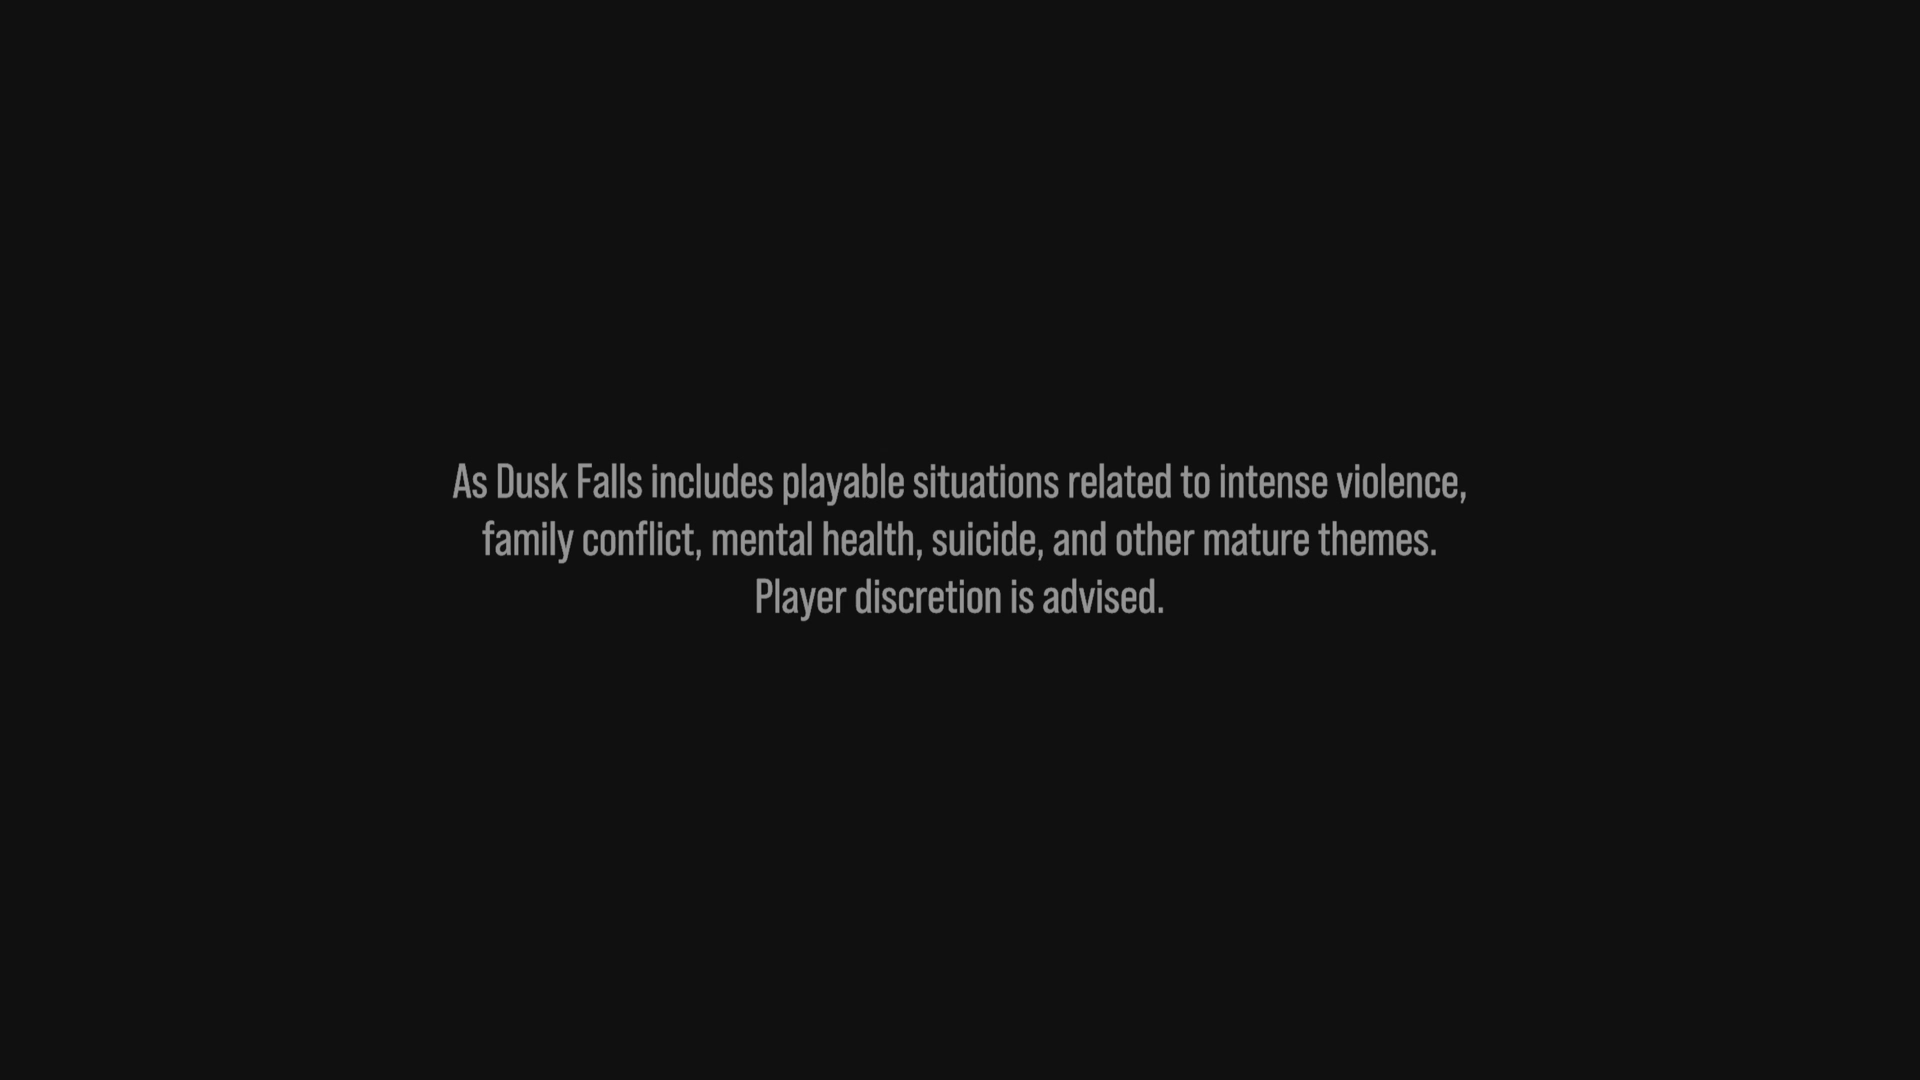 As Dusk Falls includes playable situations related to intense violence,
family conflict, mental health, suicide, and other mature themes.
Player discretion is advised.